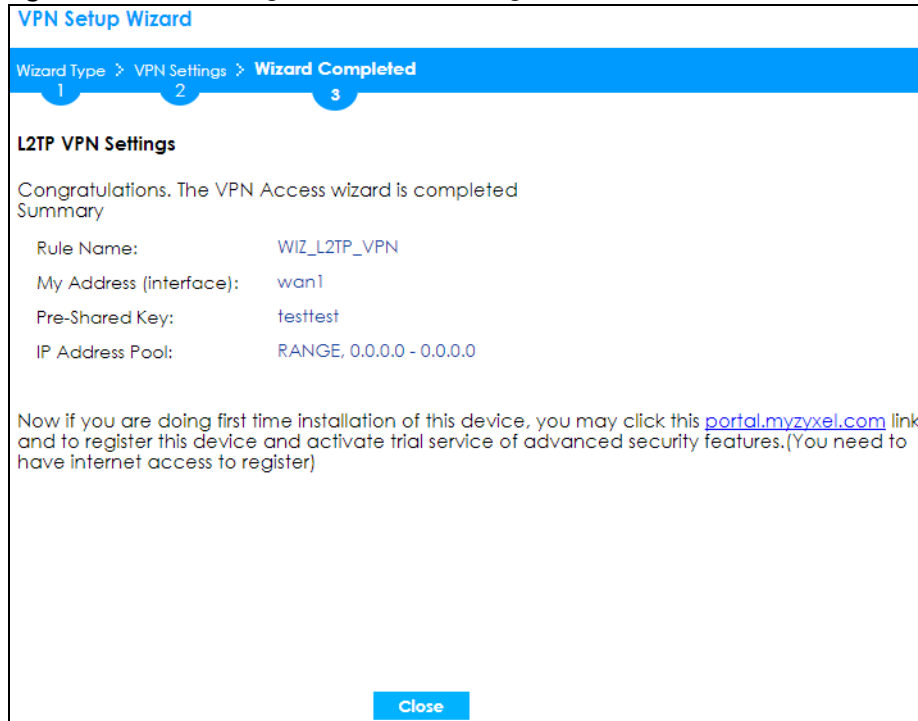 VPN Setup Wizard
Wizard Type > VPN Settings > Wizard Completed
1 2 3
L2TP VPN Settings
Congratulations. The VPN Access wizard is completed
Summary
Rule Name: WIZ_L2TP_VPN
My Address (interface): wan1
Pre-Shared Key: testtest
IP Address Pool: RANGE, 0.0.0.0 - 0.0.0.0
Now if you are doing first time installation of this device, you may click this portal.myzyxel.com link
and to register this device and activate trial service of advanced security features.(You need to
have internet access to register)
Close